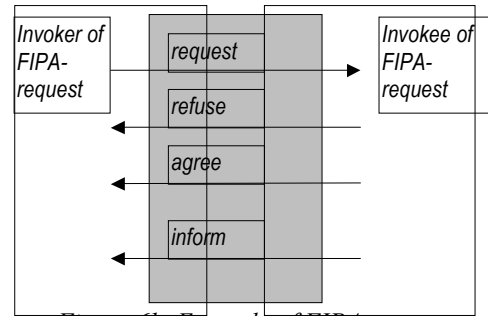 Invoker of
FIPA-
request
request
refuse
agree
inform
Invokee of
FIPA-
request